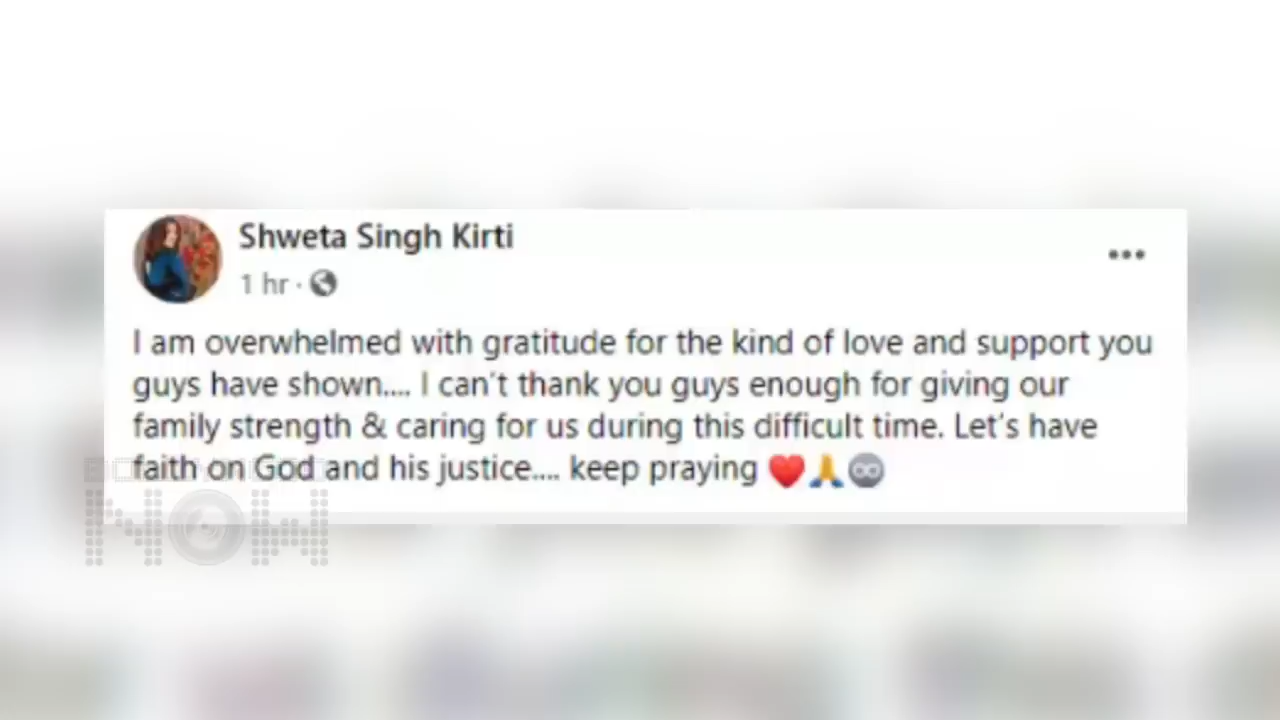 Shweta Singh Kirti
1 hr ·
I am overwhelmed with gratitude for the kind of love and support you
guys have shown.... I can't thank you guys enough for giving our
family strength & caring for us during this difficult time. Let's have
faith on God and his justice.... keep praying ❤️🙏♾️
NOW